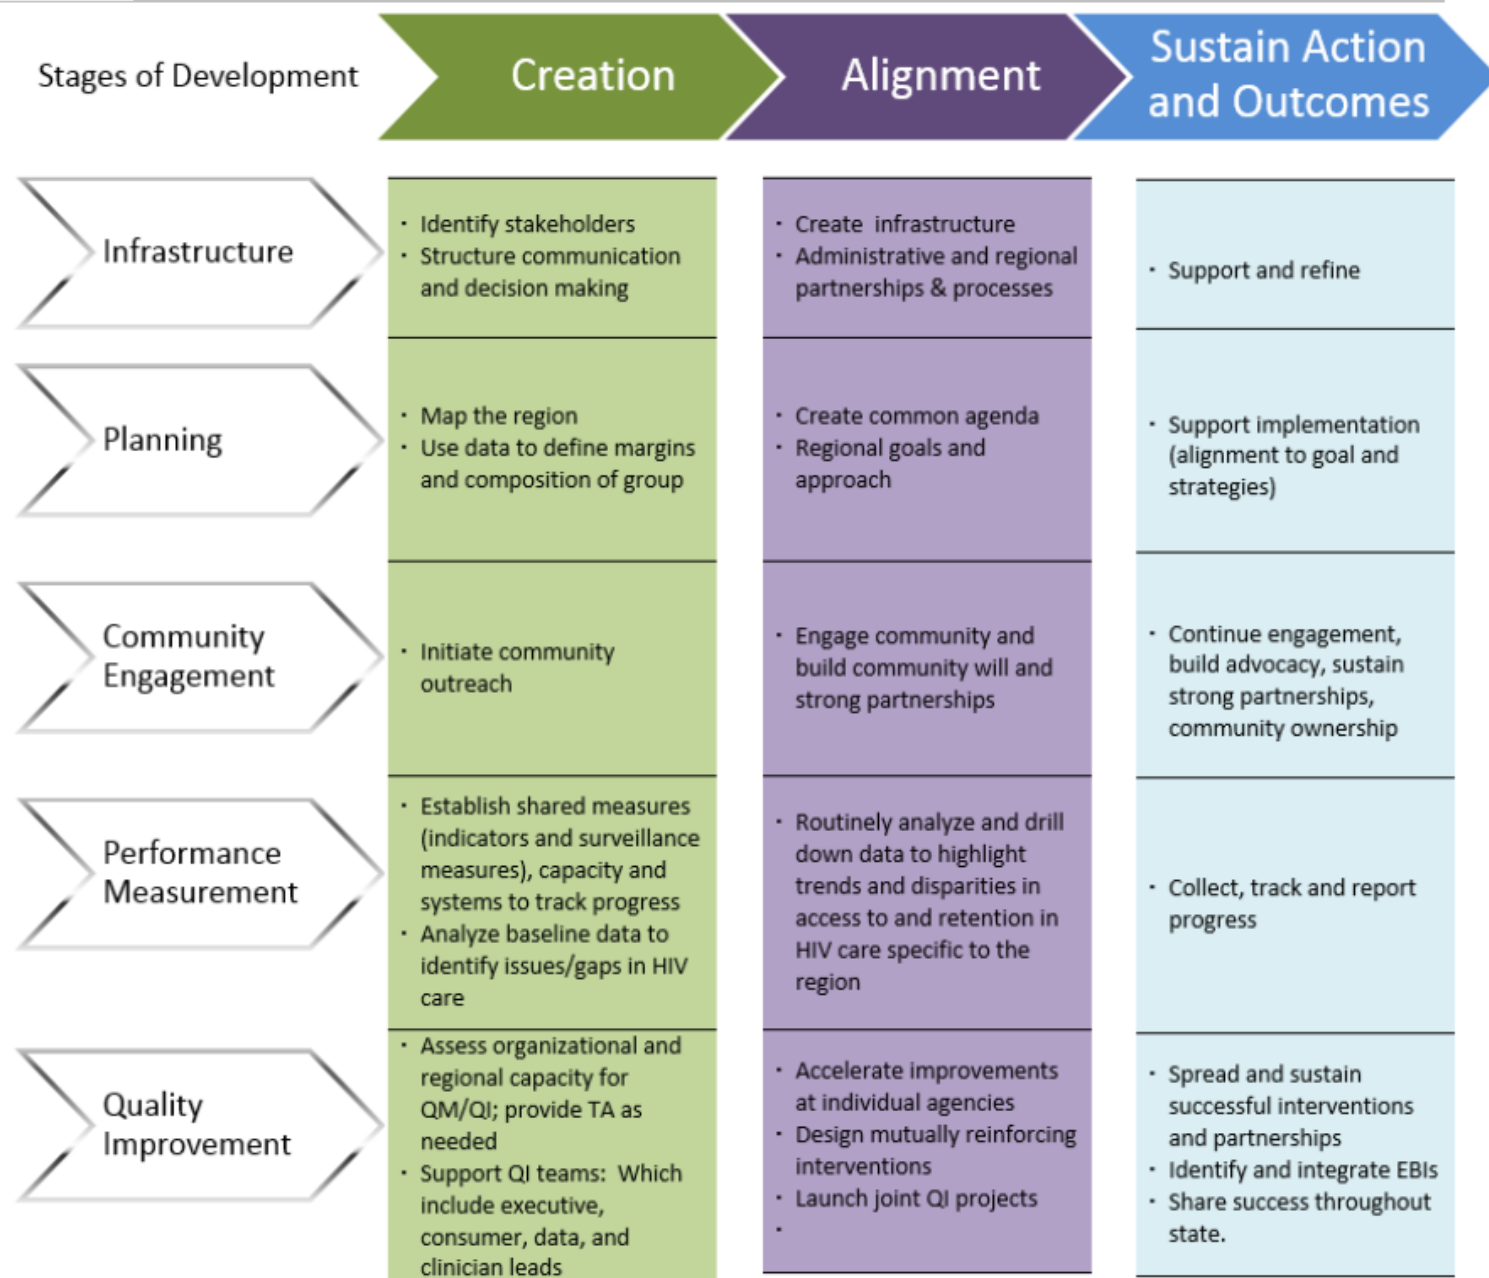 Stages of Development
Creation
Alignment
Sustain Action
and Outcomes
Infrastructure
· Identify stakeholders
· Structure communication
and decision making
· Create infrastructure
· Administrative and regional
partnerships & processes
· Support and refine
Planning
· Map the region
· Use data to define margins
and composition of group
· Create common agenda
· Regional goals and
approach
· Support implementation
(alignment to goal and
strategies)
Community
Engagement
· Initiate community
outreach
· Engage community and
build community will and
strong partnerships
· Continue engagement,
build advocacy, sustain
strong partnerships,
community ownership
Performance
Measurement
· Establish shared measures
(indicators and surveillance
measures), capacity and
systems to track progress
· Analyze baseline data to
identify issues/gaps in HIV
care
· Routinely analyze and drill
down data to highlight
trends and disparities in
access to and retention in
HIV care specific to the
region
· Collect, track and report
progress
Quality
Improvement
· Assess organizational and
regional capacity for
QM/QI; provide TA as
needed
· Support QI teams: Which
include executive,
consumer, data, and
clinician leads
· Accelerate improvements
at individual agencies
· Design mutually reinforcing
interventions
· Launch joint QI projects
·
· Spread and sustain
successful interventions
and partnerships
· Identify and integrate EBIs
· Share success throughout
state.